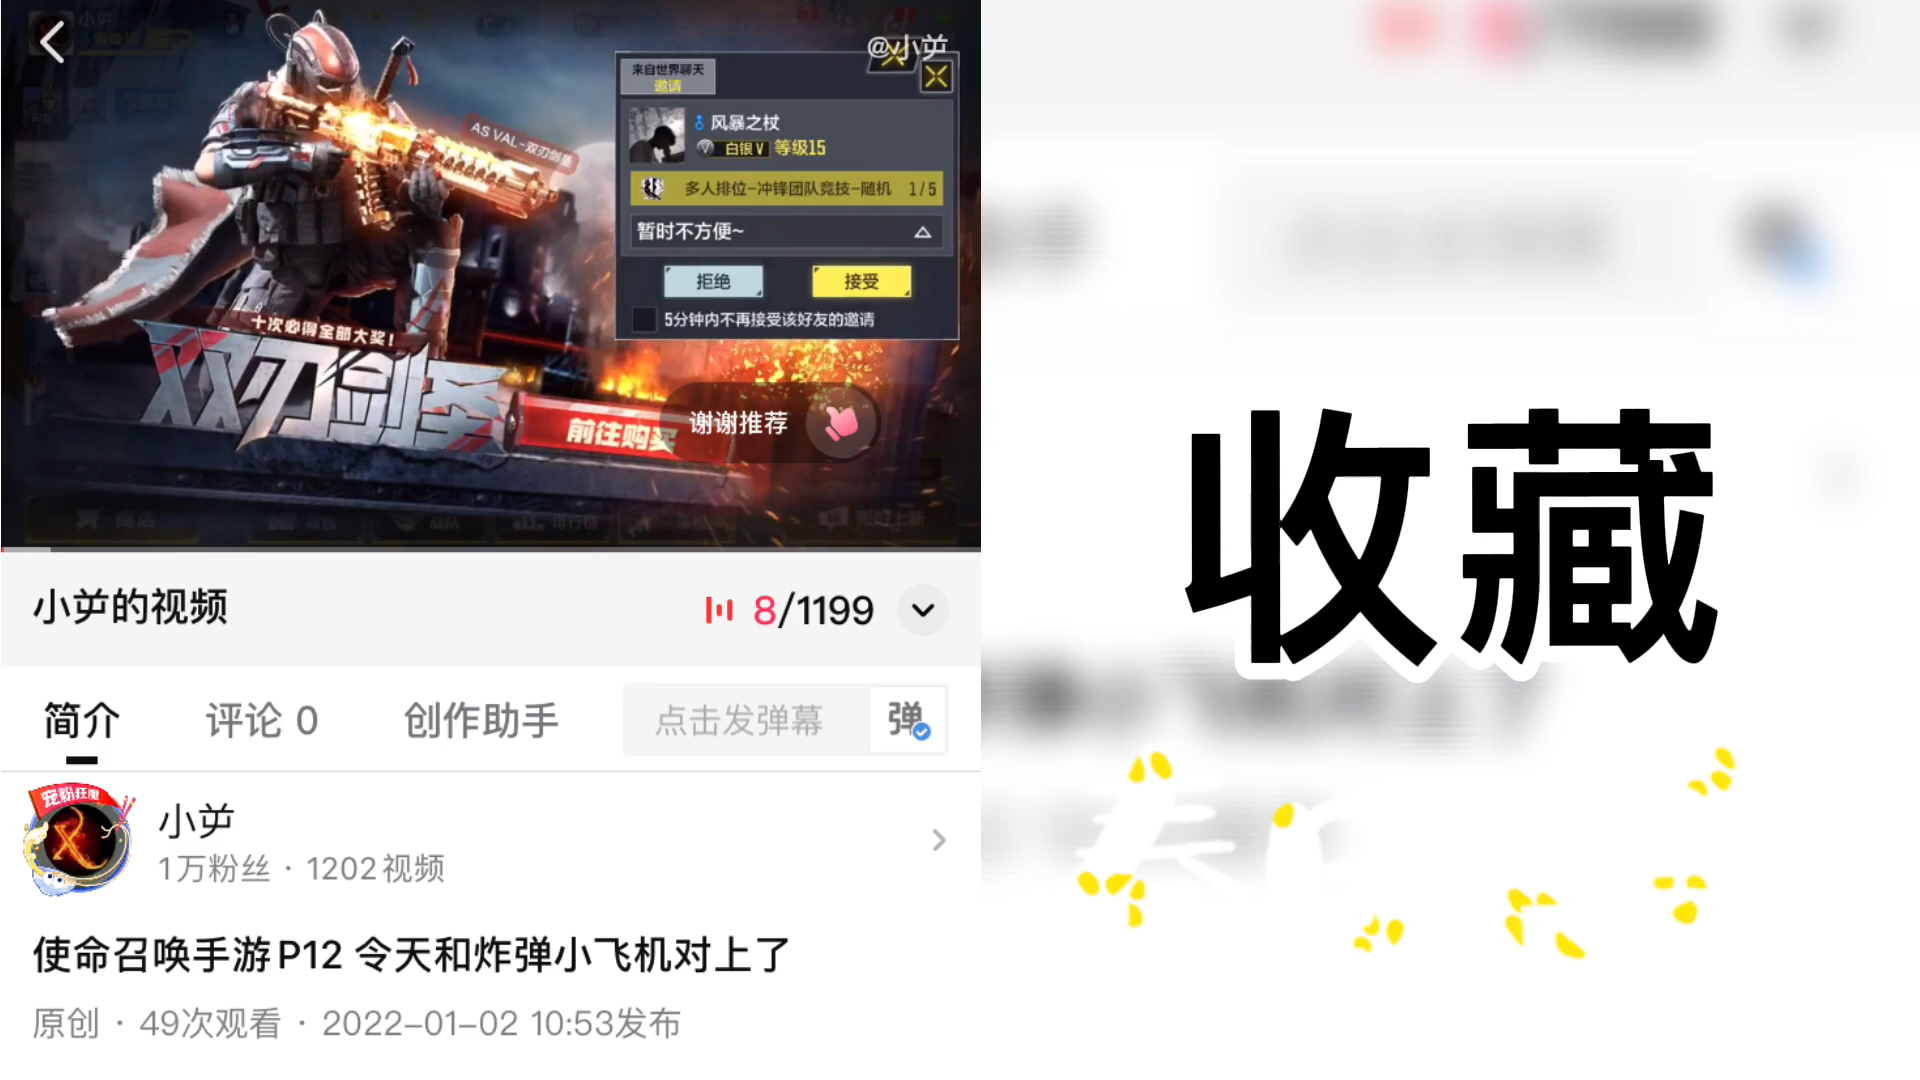 @小屰
来自世界聊天
邀请
风暴之杖
白银V 等级15
多人排位-冲锋团队竞技-随机 1/5
暂时不方便~
拒绝
接受
5分钟内不再接受该好友的邀请
AS VAL-双刃剑圣
十次必得全部大奖!
双刃剑圣
前往购买
谢谢推荐
小屰的视频
8/1199
简介
评论 0
创作助手
点击发弹幕
弹
宠粉狂魔
小屰
1万粉丝 · 1202视频
使命召唤手游P12 令天和炸弹小飞机对上了
原创 · 49次观看 · 2022-01-02 10:53发布
收藏